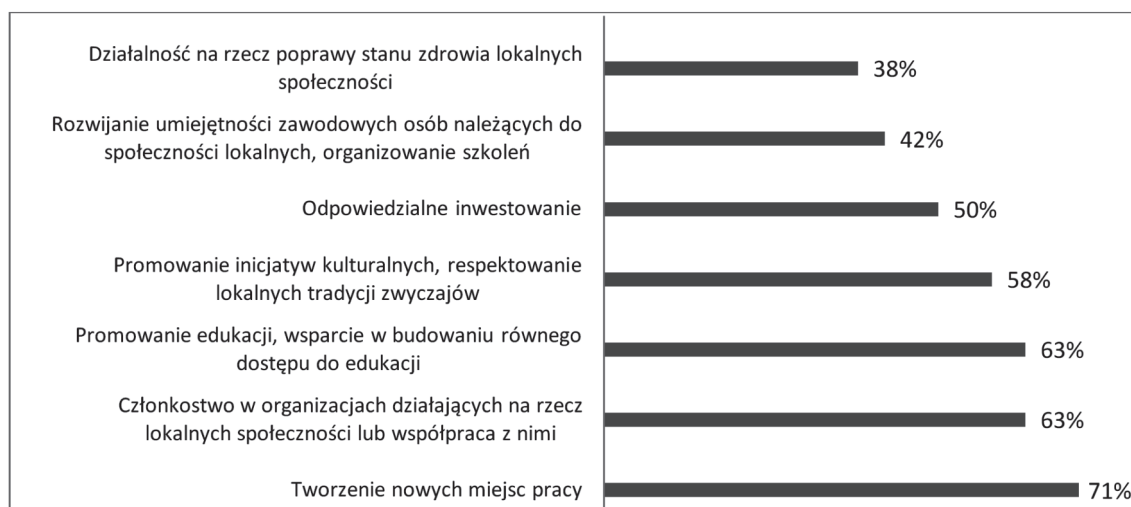 Działalność na rzecz poprawy stanu zdrowia lokalnych
społeczności
38%
Rozwijanie umiejętności zawodowych osób należących do
społeczności lokalnych, organizowanie szkoleń
42%
Odpowiedzialne inwestowanie
50%
Promowanie inicjatyw kulturalnych, respektowanie
lokalnych tradycji zwyczajów
58%
Promowanie edukacji, wsparcie w budowaniu równego
dostępu do edukacji
63%
Członkostwo w organizacjach działających na rzecz
lokalnych społeczności lub współpraca z nimi
63%
Tworzenie nowych miejsc pracy
71%